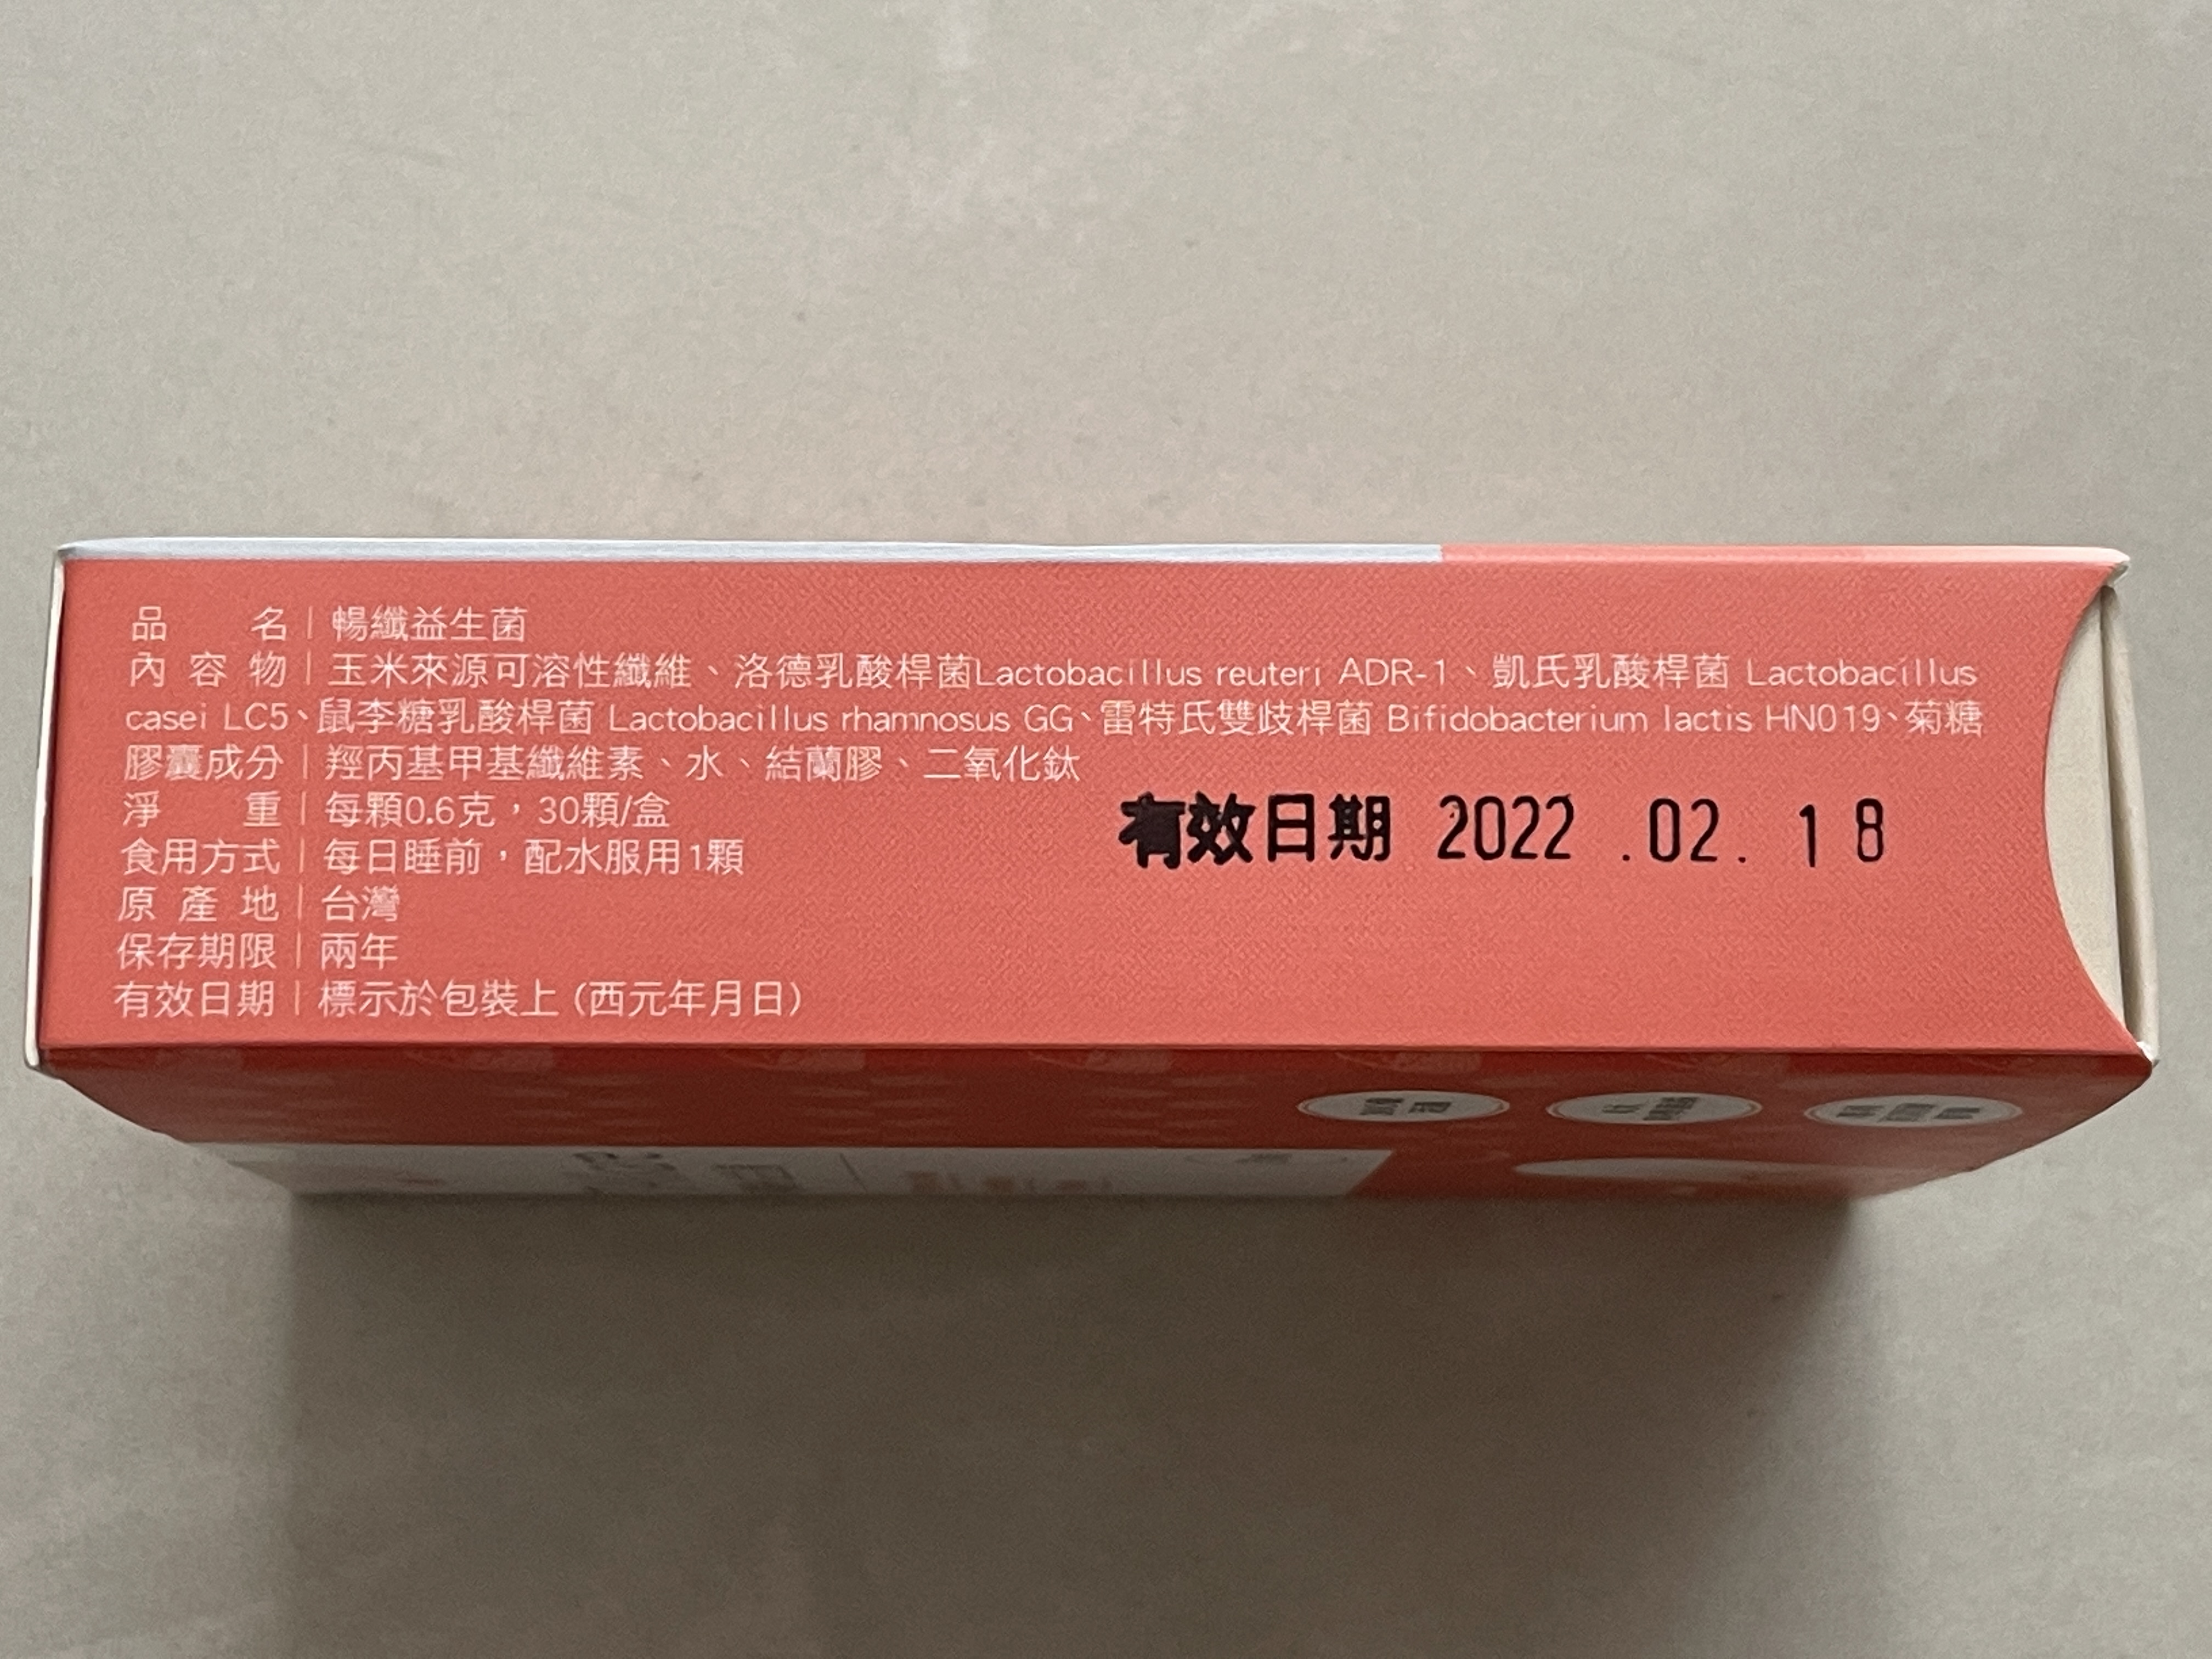 品名｜暢纖益生菌
內容物｜玉米來源可溶性纖維、洛德乳酸桿菌Lactobacillus reuteri ADR-1、凱氏乳酸桿菌 Lactobacillus
casei LC5、鼠李糖乳酸桿菌 Lactobacillus rhamnosus GG、雷特氏雙歧桿菌 Bifidobacterium lactis HN019、菊糖
膠囊成分｜羥丙基甲基纖維素、水、結蘭膠、二氧化鈦
淨重｜每顆0.6克，30顆/盒
食用方式｜每日睡前，配水服用1顆
原產地｜台灣
保存期限｜兩年
有效日期｜標示於包裝上 (西元年月日)
有效日期 2022 .02. 18